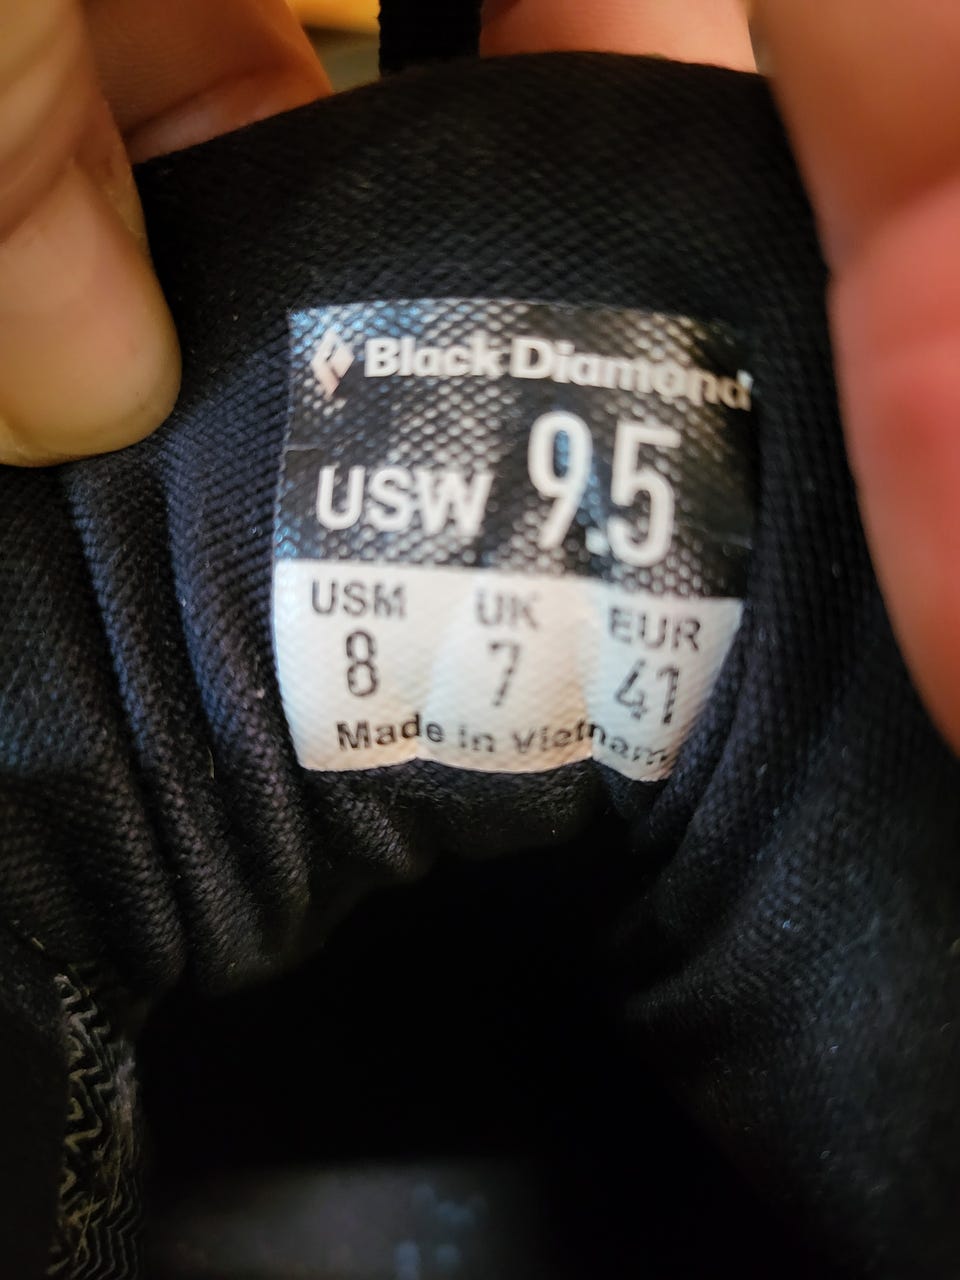 Black Diamond
USW 9.5
USM UK EUR
8 7 41
Made in Vietnam